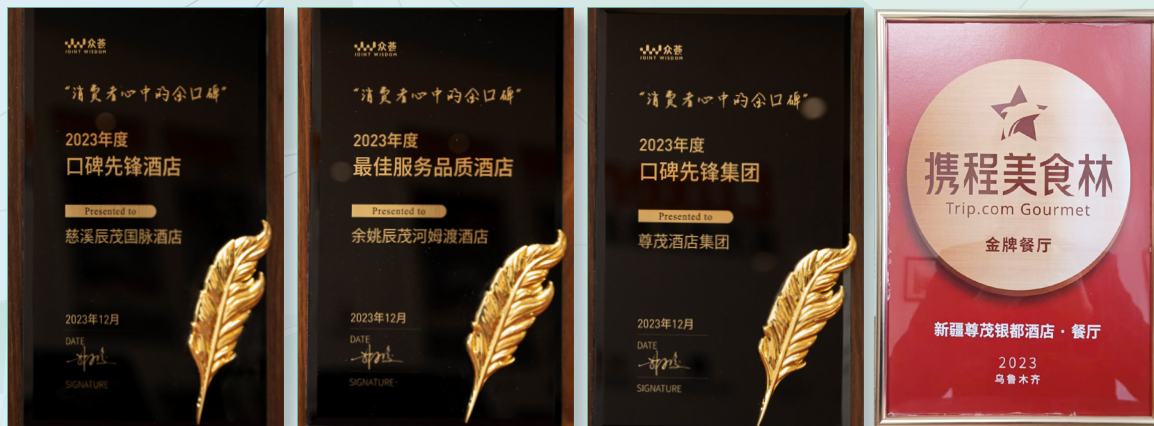 众荟
JOINT WISDOM
“消费者心中的金口碑”
2023年度
口碑先锋酒店
Presented to
慈溪辰茂国脉酒店
2023年12月
DATE
SIGNATURE
众荟
JOINT WISDOM
“消费者心中的金口碑”
2023年度
最佳服务品质酒店
Presented to
余姚辰茂河姆渡酒店
2023年12月
DATE
SIGNATURE
众荟
JOINT WISDOM
“消费者心中的金口碑”
2023年度
口碑先锋集团
Presented to
尊茂酒店集团
2023年12月
DATE
SIGNATURE
携程美食林
Trip.com Gourmet
金牌餐厅
新疆尊茂银都酒店·餐厅
2023
乌鲁木齐